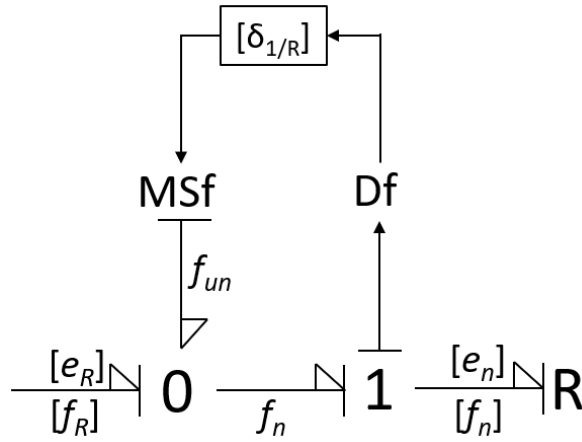 [δ1/R]
MSf
Df
fun
[eR]
[fR]
0
fn
1
[en]
[fn]
R